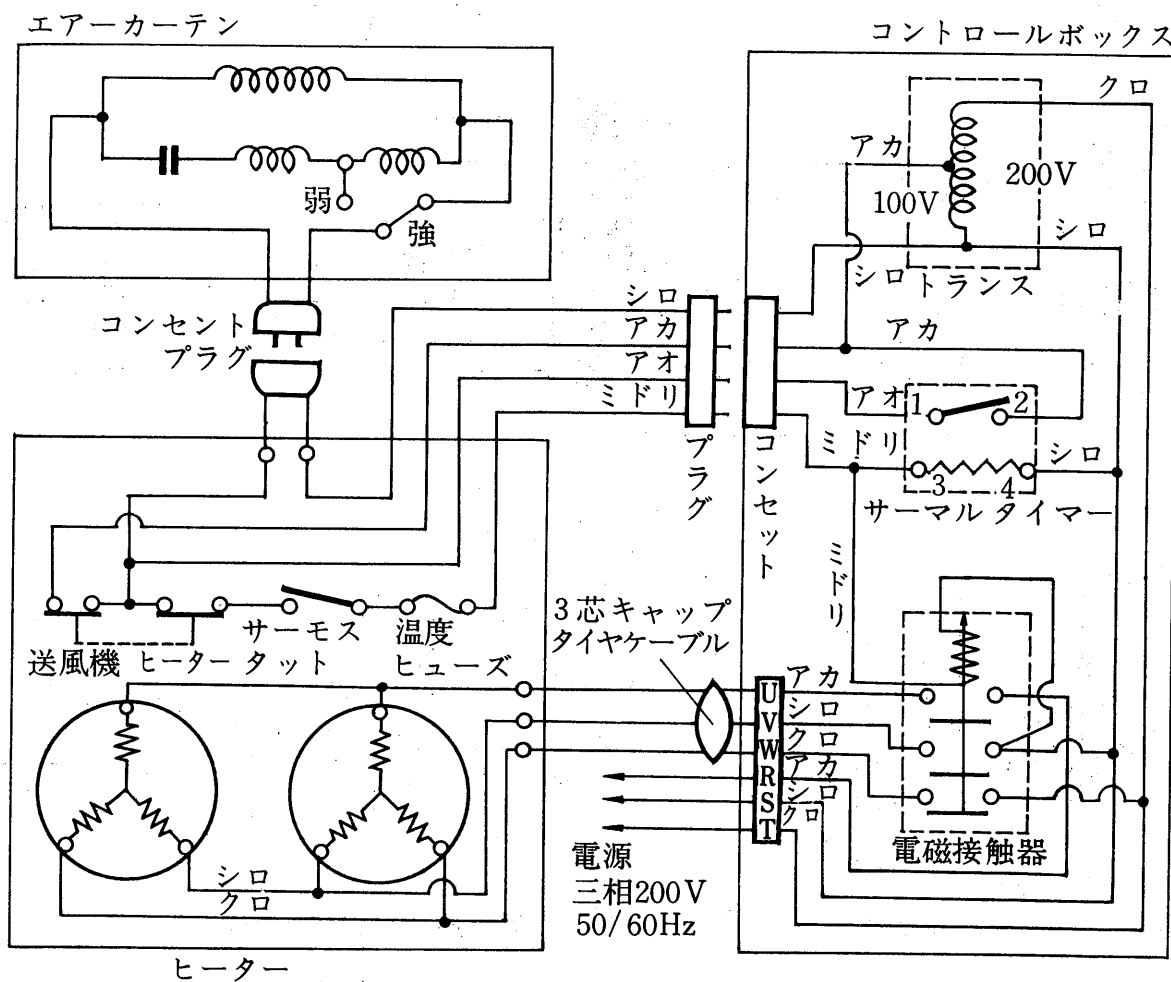 エアーカーテン
弱
強
コンセント
プラグ
コントロールボックス
クロ
アカ
200V
100V
シロ
シロ
トランス
アカ
シロ
アカ
アオ
ミドリ
プラグ
コンセット
アオ
1
2
ミドリ
シロ
3
4
サーマルタイマー
ミドリ
3芯キャップ
タイヤケーブル
送風機
ヒーター
サーモス
タット
温度
ヒューズ
U
V
W
R
S
T
アカ
シロ
クロ
アカ
シロ
クロ
電磁接触器
電源
三相200V
50/60Hz
シロ
クロ
ヒーター